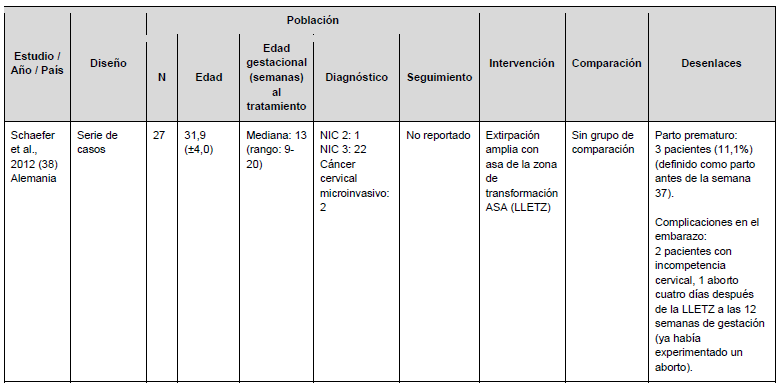 Población
Estudio /
Año / País
Diseño
N
Edad
Edad
gestacional
(semanas)
al
tratamiento
Diagnóstico
Seguimiento
Intervención
Comparación
Desenlaces
Schaefer
et al.,
2012 (38)
Alemania
Serie de
casos
27
31,9
(±4,0)
Mediana: 13
(rango: 9-
20)
NIC 2: 1
NIC 3: 22
Cáncer
cervical
microinvasivo:
2
No reportado
Extirpación
amplia con
asa de la zona
de
transformación
ASA (LLETZ)
Sin grupo de
comparación
Parto prematuro:
3 pacientes (11,1%)
(definido como parto
antes de la semana
37).
Complicaciones en el
embarazo:
2 pacientes con
incompetencia
cervical, 1 aborto
cuatro días después
de la LLETZ a las 12
semanas de gestación
(ya había
experimentado un
aborto).